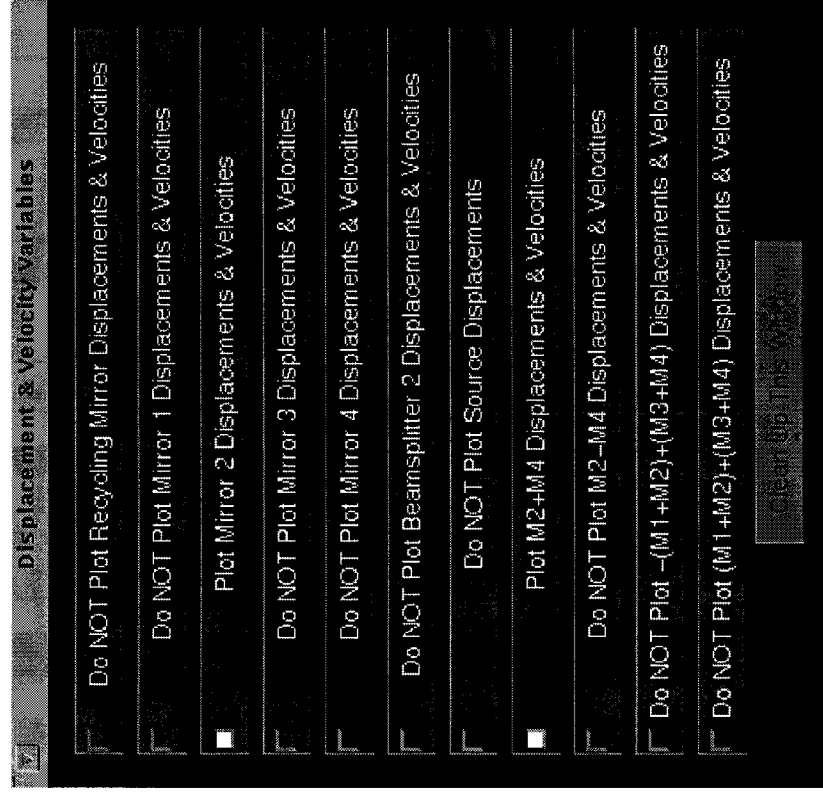 Displacement & Velocity Variables
Do NOT Plot Recycling Mirror Displacements & Velocities
Do NOT Plot Mirror 1 Displacements & Velocities
Plot Mirror 2 Displacements & Velocities
Do NOT Plot Mirror 3 Displacements & Velocities
Do NOT Plot Mirror 4 Displacements & Velocities
Do NOT Plot Beamsplitter 2 Displacements & Velocities
Do NOT Plot Source Displacements
Plot M2+M4 Displacements & Velocities
Do NOT Plot M2-M4 Displacements & Velocities
Do NOT Plot -(M1+M2)+(M3+M4) Displacements & Velocities
Do NOT Plot (M1+M2)+(M3+M4) Displacements & Velocities
Clean Up This Window